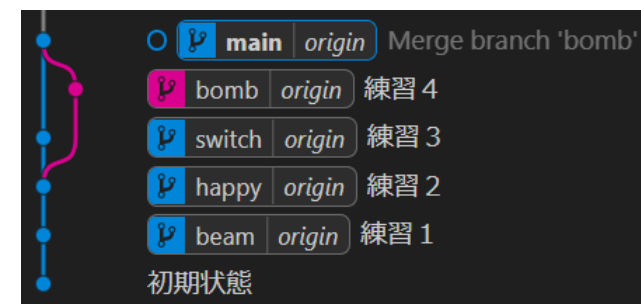 main origin Merge branch 'bomb'
bomb origin 練習４
switch origin 練習３
happy origin 練習２
beam origin 練習１
初期状態